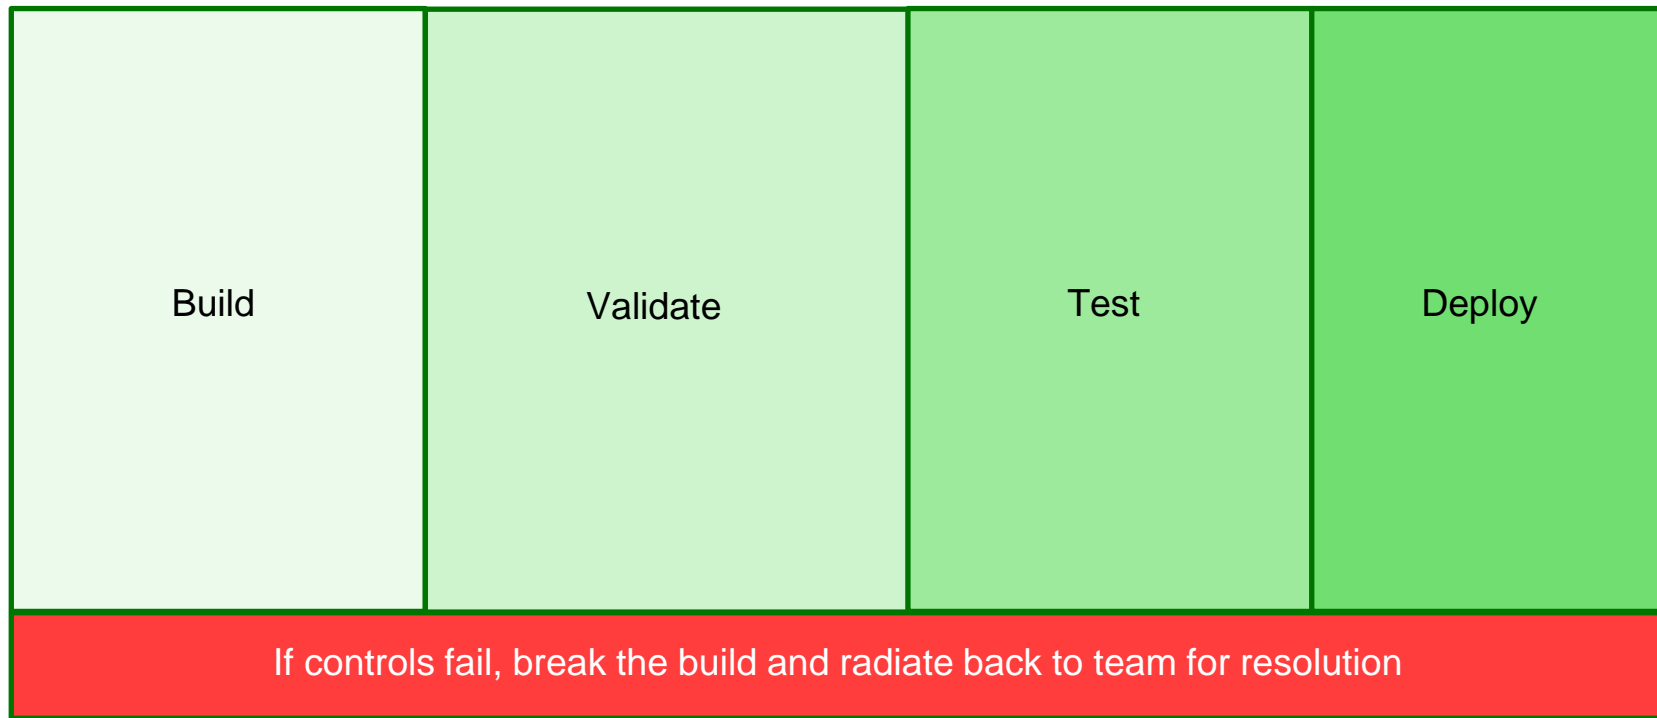 Build
Validate
Test
Deploy
If controls fail, break the build and radiate back to team for resolution